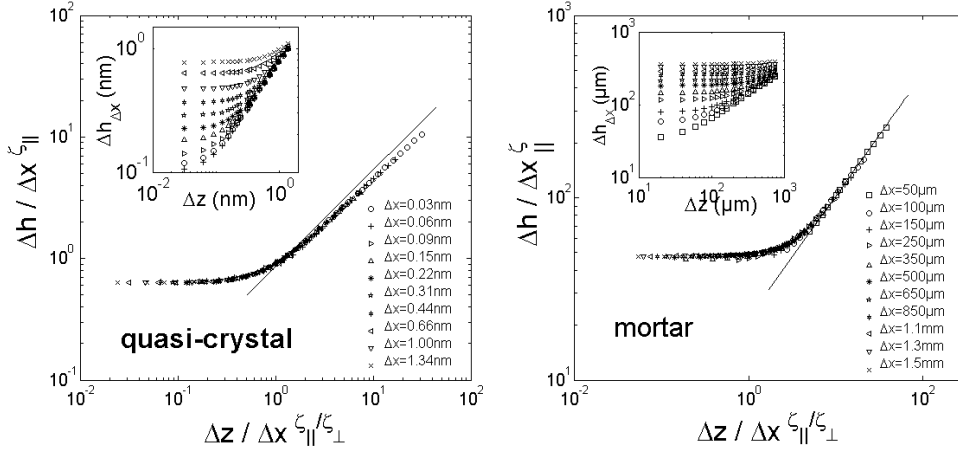 10²
10¹
10⁰
10⁻¹
Δh / Δx ζ||
10⁰
10⁻¹
Δh_Δx (nm)
10⁻² 10⁻¹ 10⁰
Δz (nm)
Δx=0.03nm
Δx=0.06nm
Δx=0.09nm
Δx=0.15nm
Δx=0.22nm
Δx=0.31nm
Δx=0.44nm
Δx=0.66nm
Δx=1.00nm
Δx=1.34nm
quasi-crystal
10⁻² 10⁻¹ 10⁰ 10¹ 10²
Δz / Δx ζ||/ζ⊥
10³
10²
10¹
Δh / Δx ζ||
10³
10²
10¹
Δh_Δx (µm)
10¹ 10² 10³
Δz (µm)
Δx=50µm
Δx=100µm
Δx=150µm
Δx=250µm
Δx=350µm
Δx=500µm
Δx=650µm
Δx=850µm
Δx=1.1mm
Δx=1.3mm
Δx=1.5mm
mortar
10⁻² 10⁰ 10²
Δz / Δx ζ||/ζ⊥